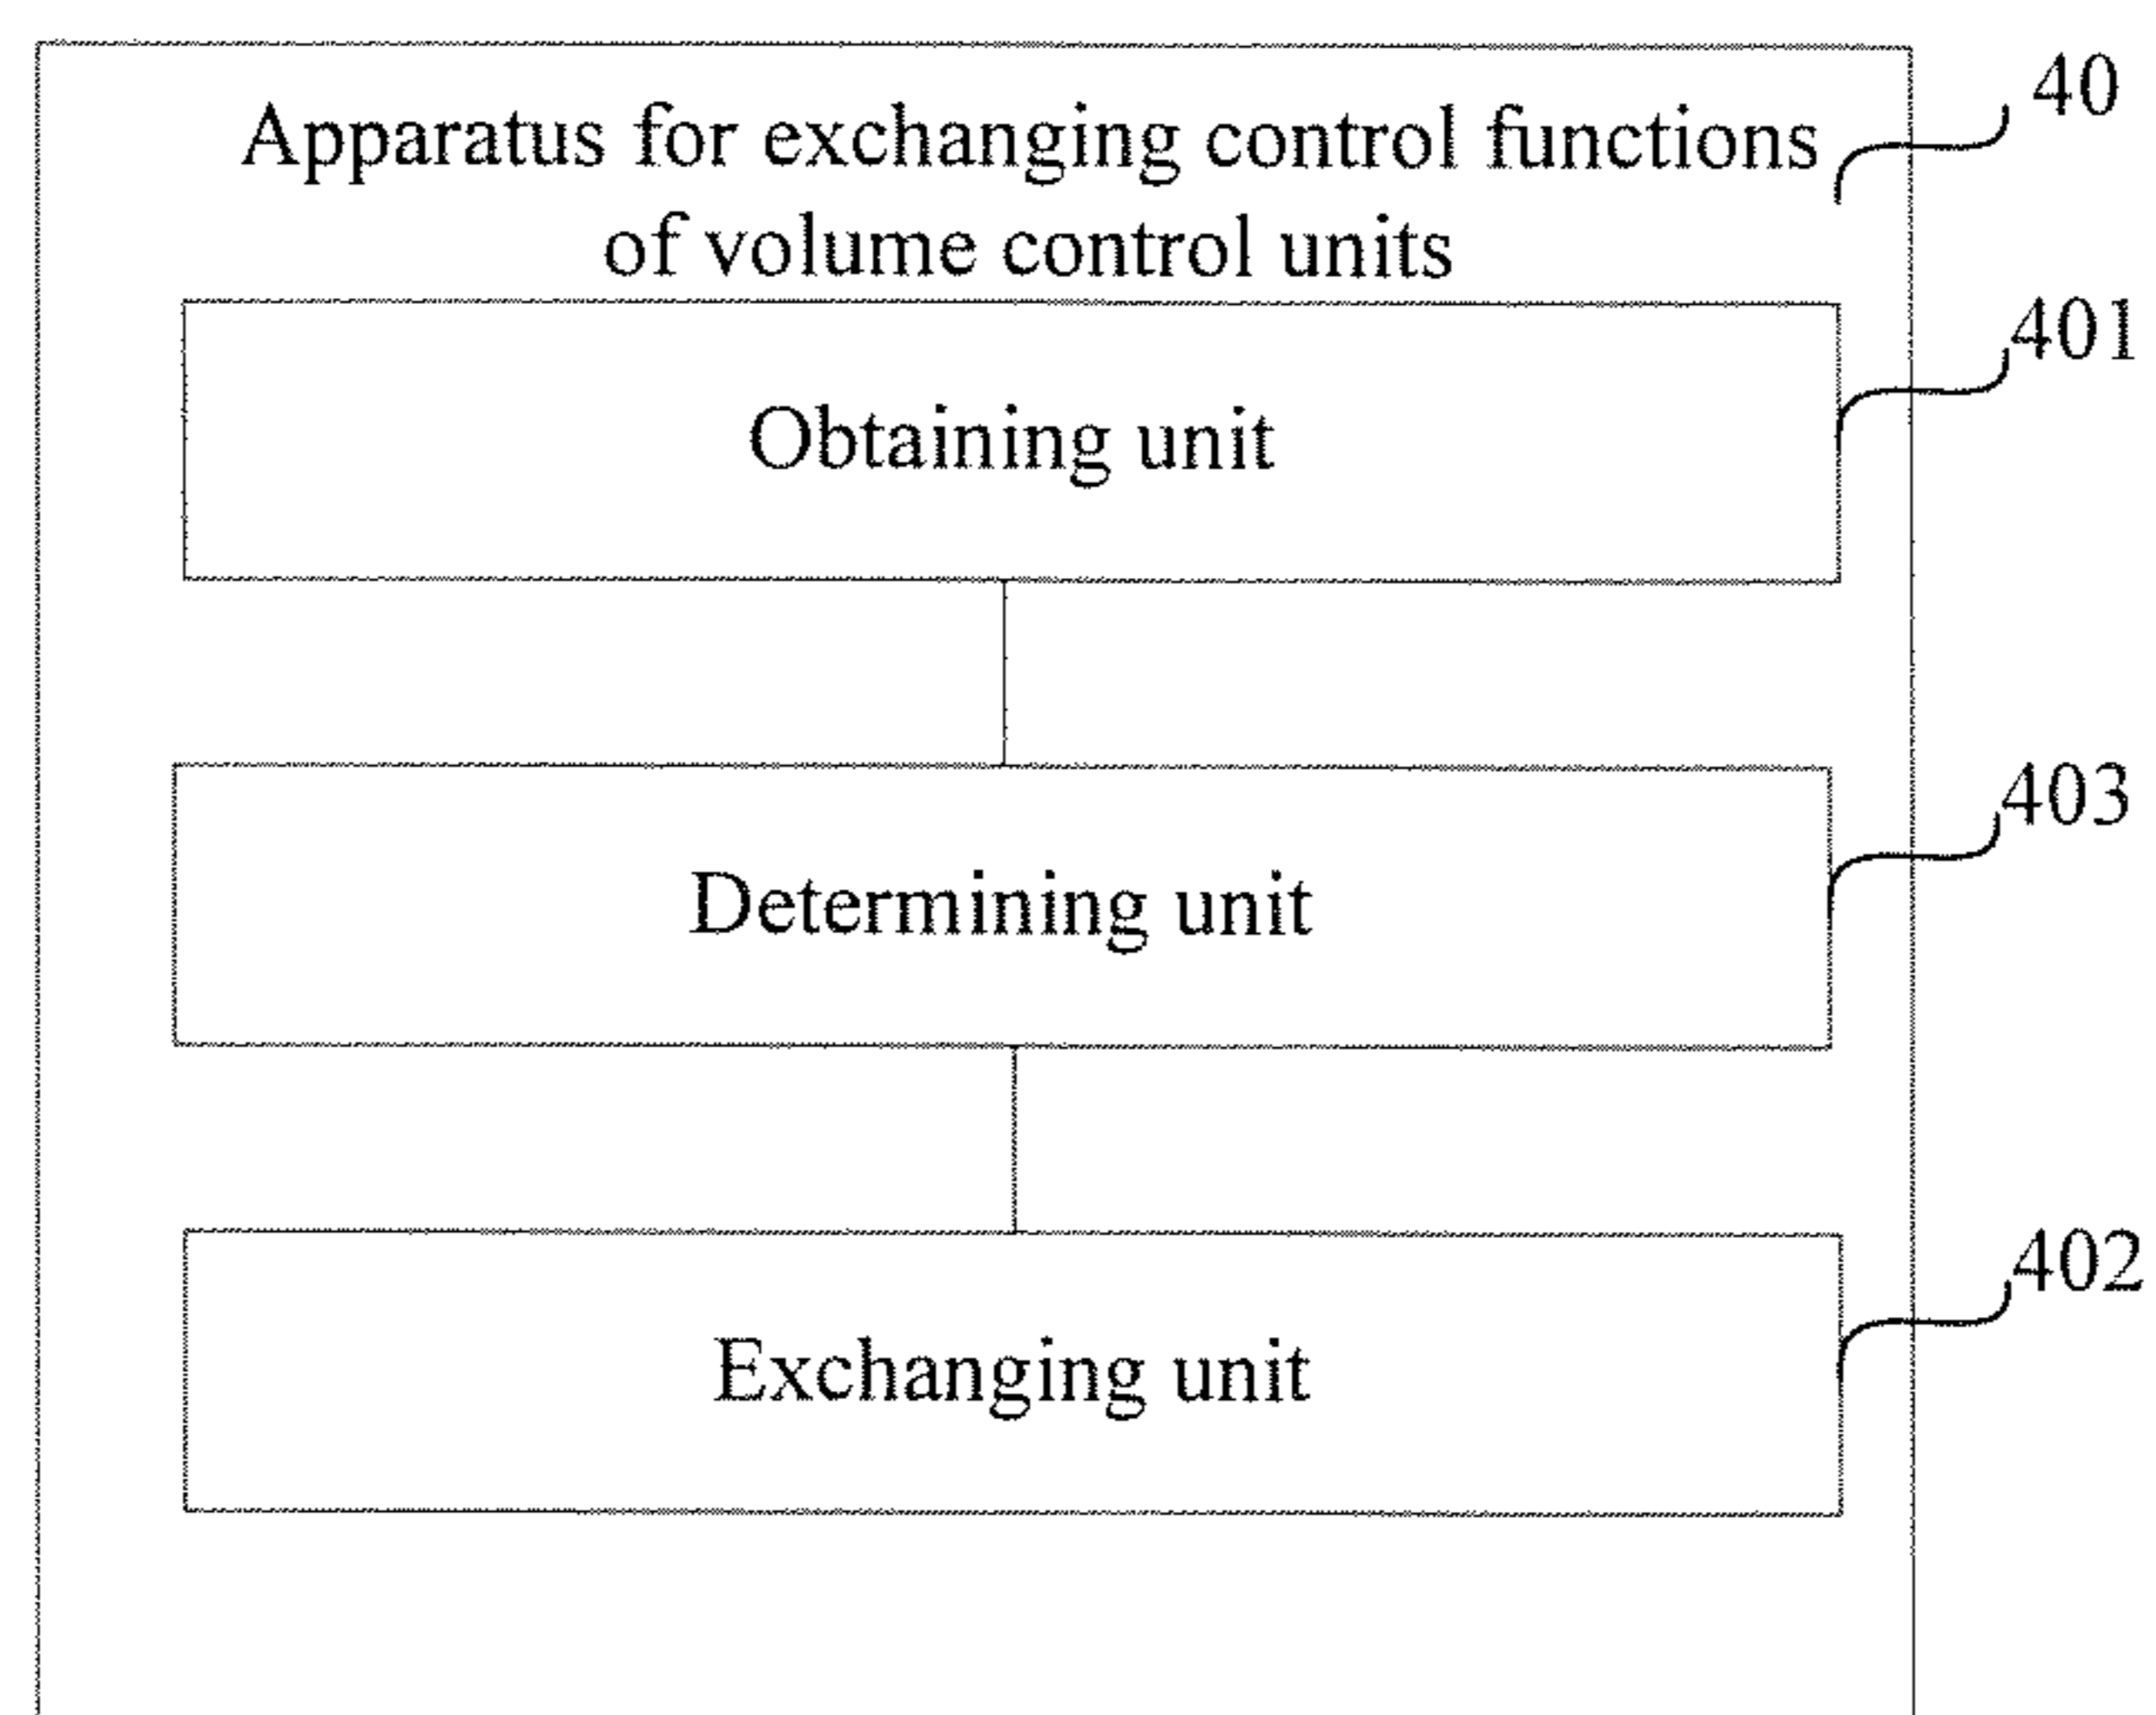 40
Apparatus for exchanging control functions
of volume control units
401
Obtaining unit
403
Determining unit
402
Exchanging unit